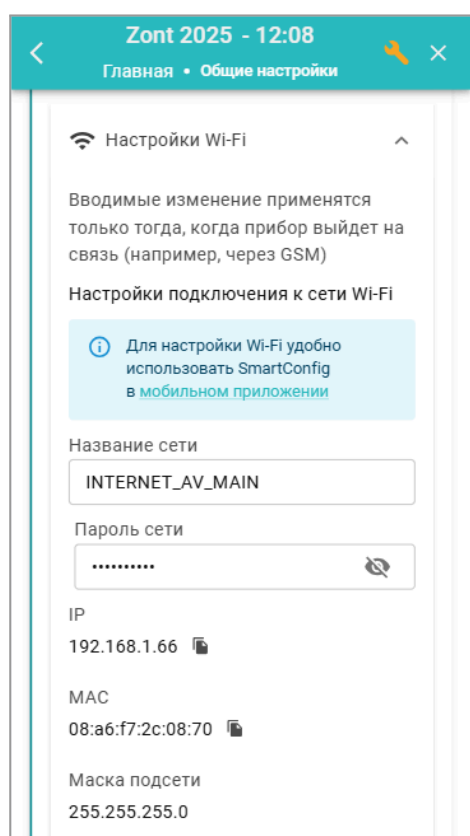 Zont 2025 - 12:08
Главная • Общие настройки
Настройки Wi-Fi
Вводимые изменение применятся
только тогда, когда прибор выйдет на
связь (например, через GSM)
Настройки подключения к сети Wi-Fi
Для настройки Wi-Fi удобно
использовать SmartConfig
в мобильном приложении
Название сети
INTERNET_AV_MAIN
Пароль сети
••••••••••
IP
192.168.1.66
MAC
08:a6:f7:2c:08:70
Маска подсети
255.255.255.0